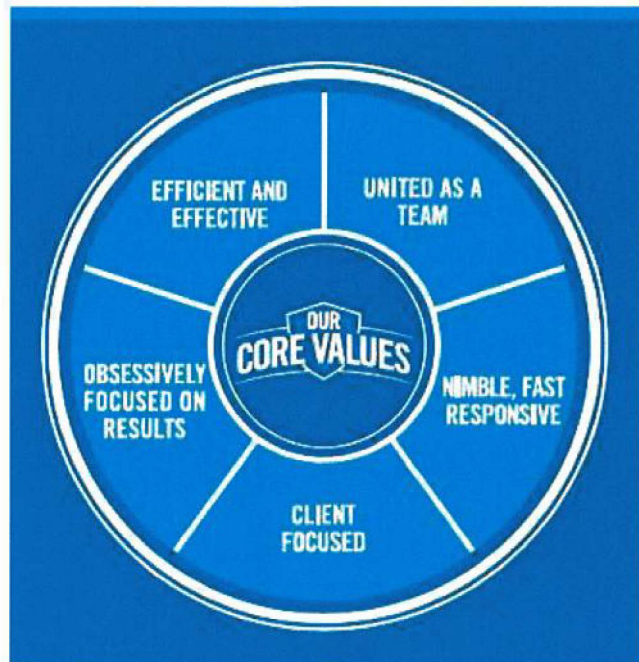 EFFICIENT AND
EFFECTIVE
UNITED AS A
TEAM
OUR
CORE VALUES
OBSESSIVELY
FOCUSED ON
RESULTS
NIMBLE, FAST
RESPONSIVE
CLIENT
FOCUSED